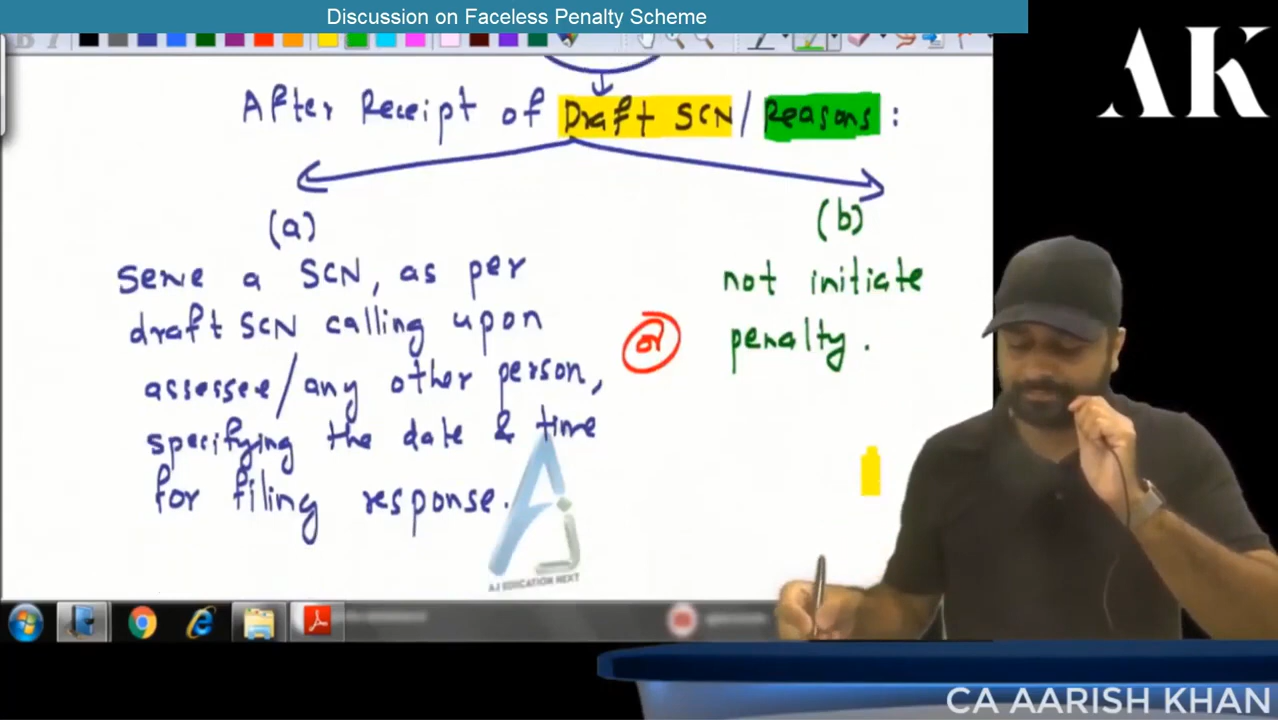 Discussion on Faceless Penalty Scheme
AK
After Receipt of Draft SCN/Reasons:
(a)
Serve a SCN, as per
draft SCN calling upon
assessee/any other person,
specifying the date & time
for filing response.
or
(b)
not initiate
penalty.
AJ EDUCATION NEXT
CA AARISH KHAN